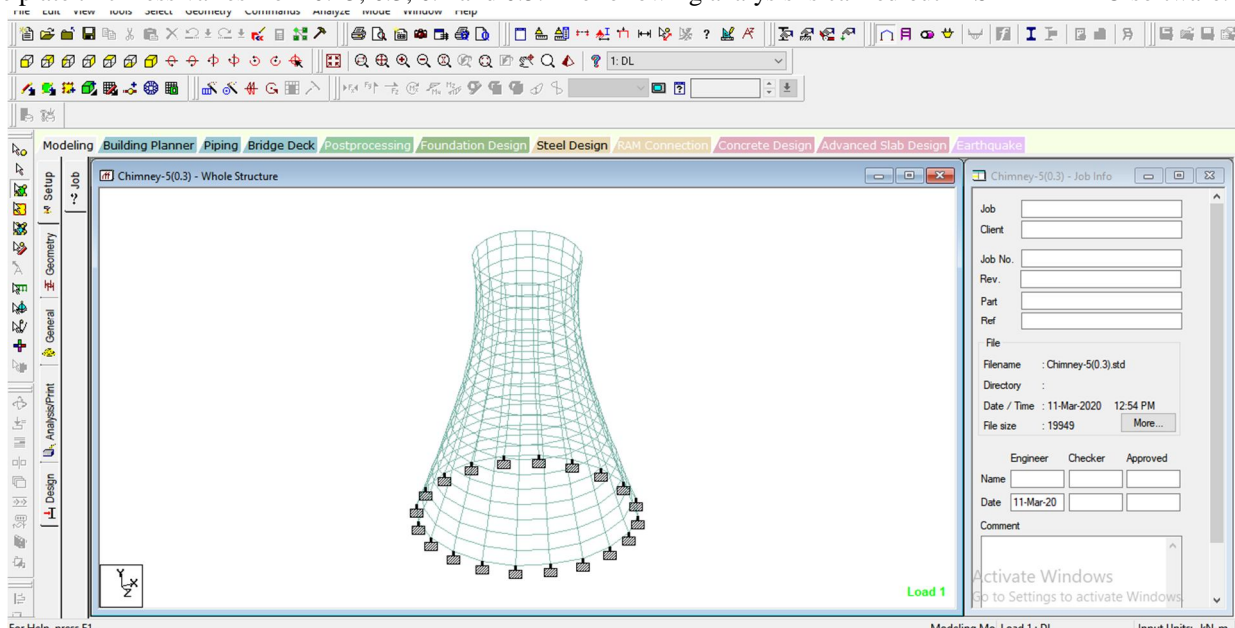 File Edit View Tools Select Geometry Commands Analyze Mode Window Help
1: DL
Modeling Building Planner Piping Bridge Deck Postprocessing Foundation Design Steel Design RAM Connection Concrete Design Advanced Slab Design Earthquake
Setup
Geometry
General
Analysis/Print
Design
Job
Chimney-5(0.3) - Whole Structure
Y
X
Z
Load 1
Chimney-5(0.3) - Job Info
Job
Client
Job No.
Rev.
Part
Ref
File
Filename : Chimney-5(0.3).std
Directory :
Date / Time : 11-Mar-2020 12:54 PM
File size : 19949
More...
Engineer Checker Approved
Name
Date 11-Mar-20
Comment
Activate Windows
Go to Settings to activate Windows.
For Help, press F1
Load 1 : DL
Input Units: kN-m